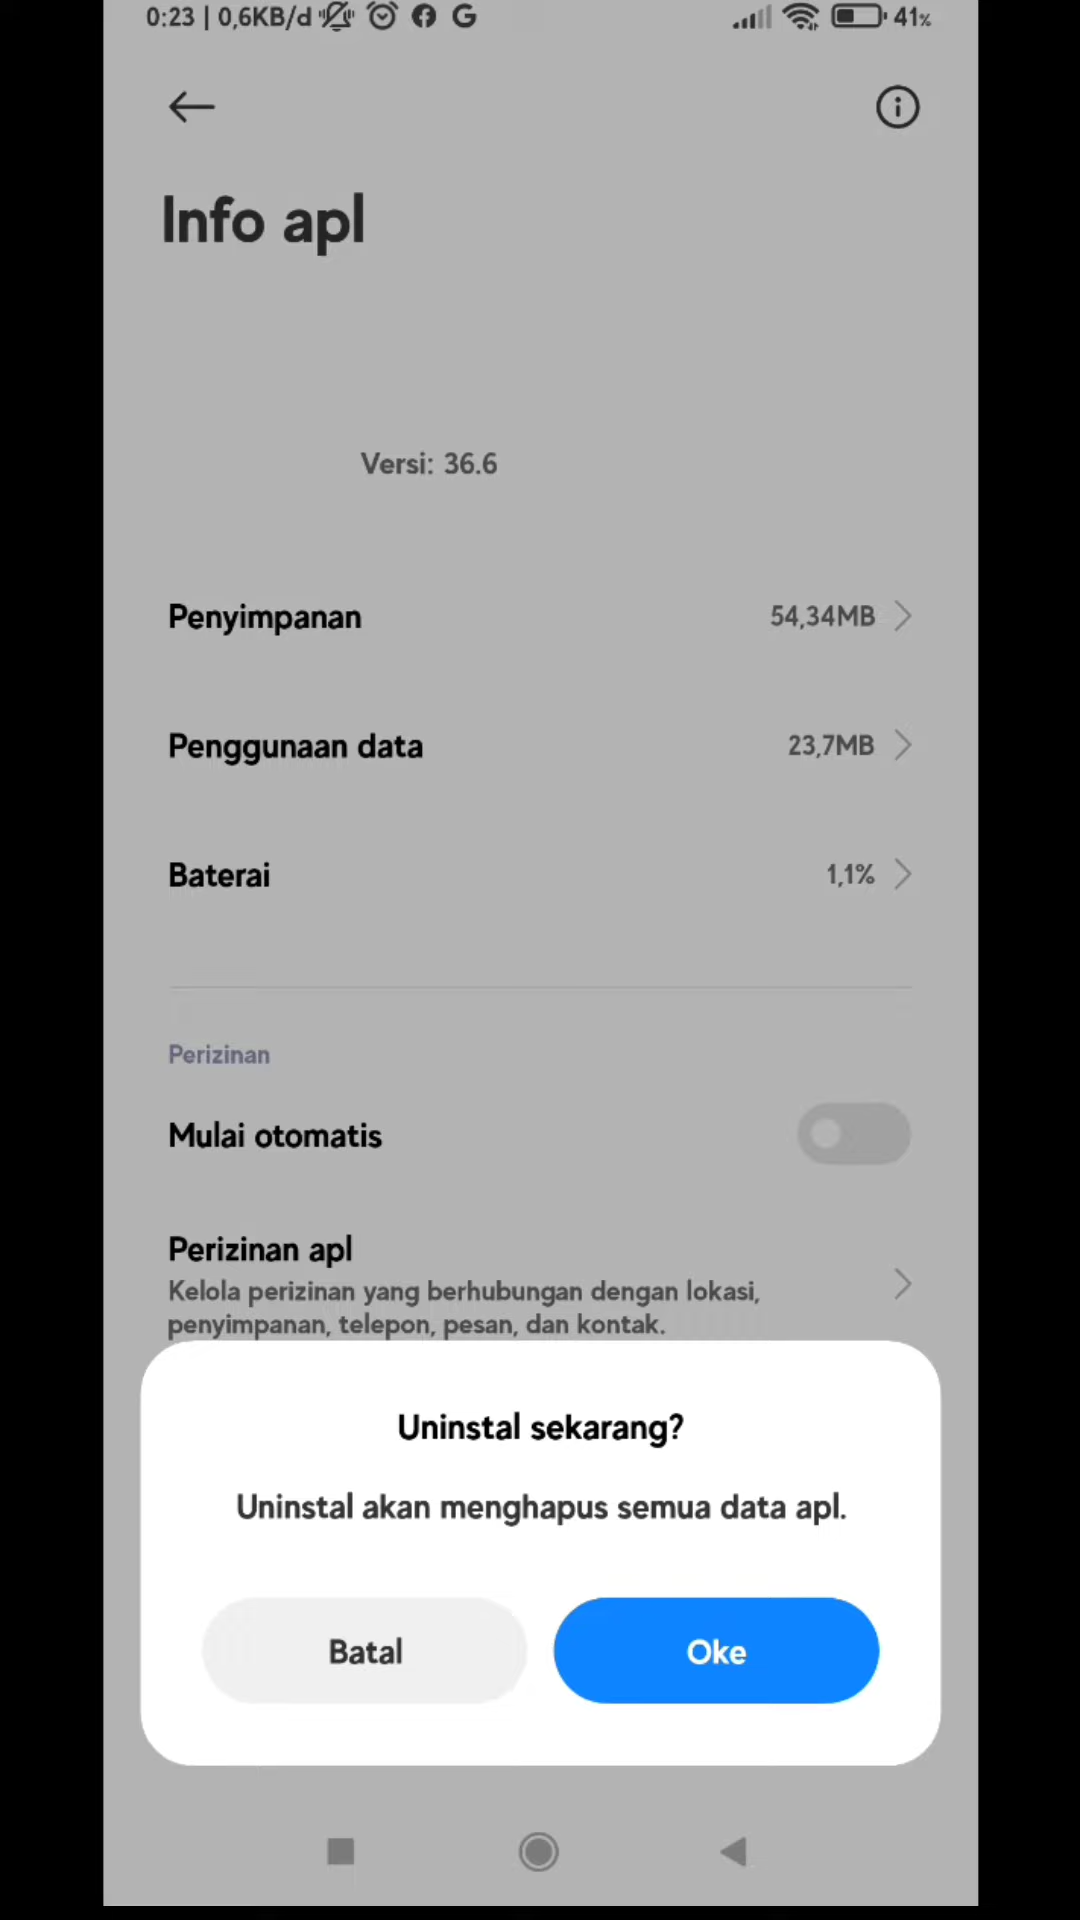 0:23 | 0,6KB/d
41%
Info apl
Versi: 36.6
Penyimpanan 54,34MB
Penggunaan data 23,7MB
Baterai 1,1%
Perizinan
Mulai otomatis
Perizinan apl
Kelola perizinan yang berhubungan dengan lokasi,
penyimpanan, telepon, pesan, dan kontak.
Uninstal sekarang?
Uninstal akan menghapus semua data apl.
Batal
Oke